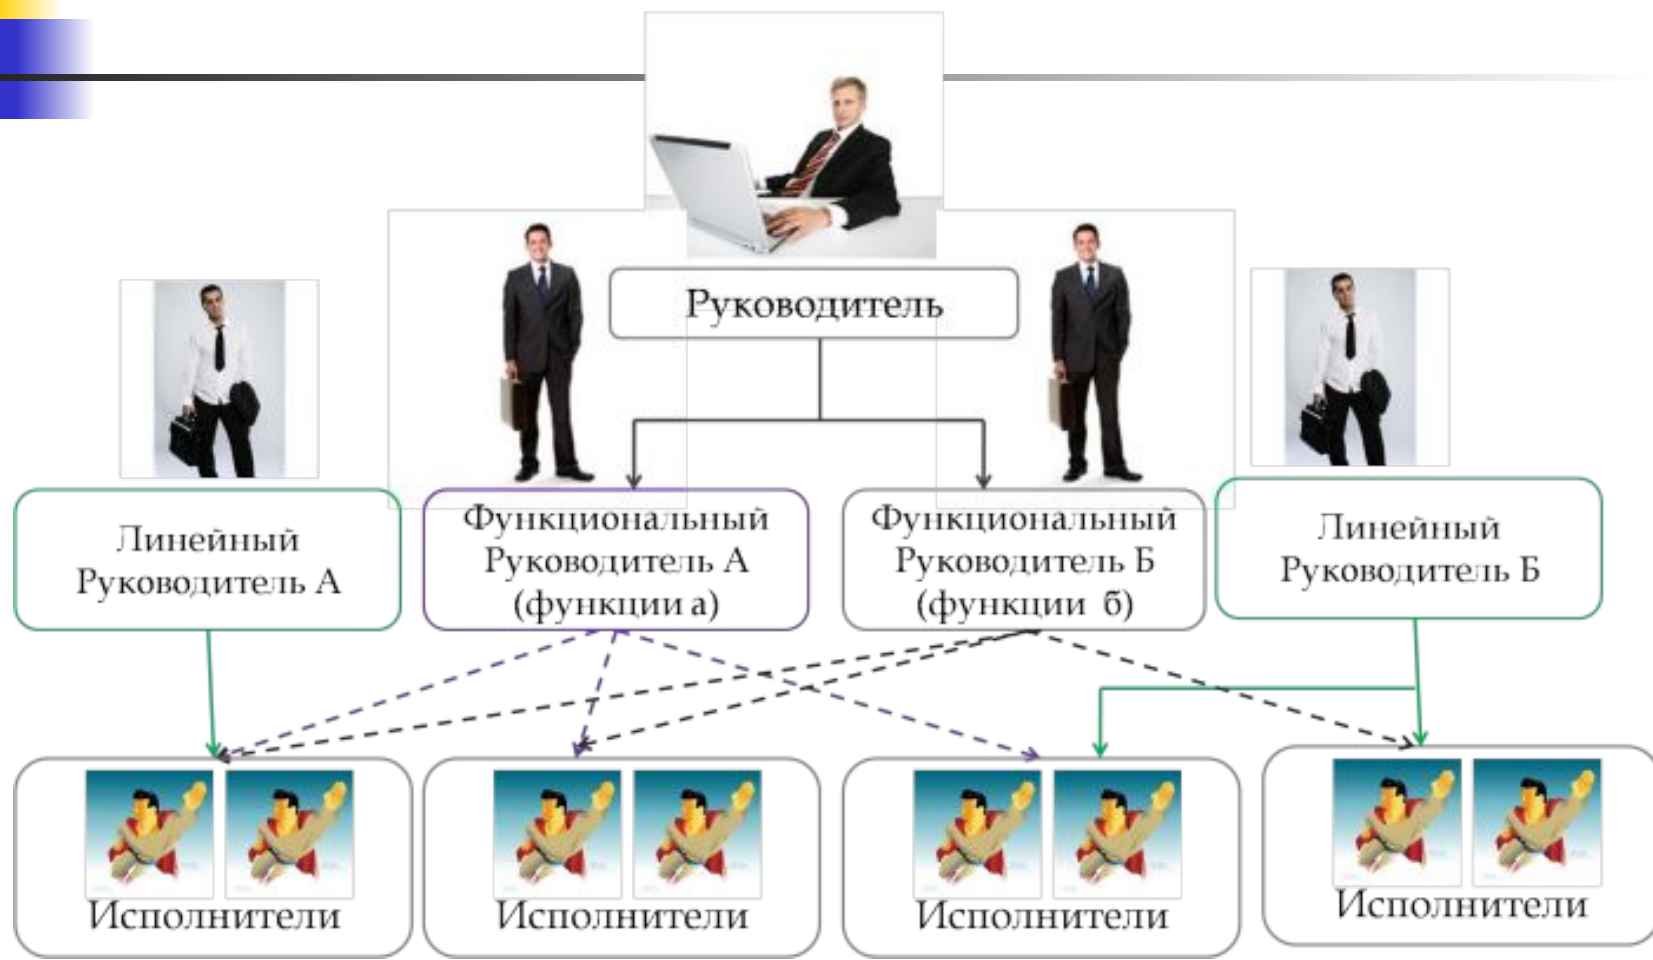 Руководитель
Линейный
Руководитель А
Функциональный
Руководитель А
(функции а)
Функциональный
Руководитель Б
(функции б)
Линейный
Руководитель Б
Исполнители
Исполнители
Исполнители
Исполнители